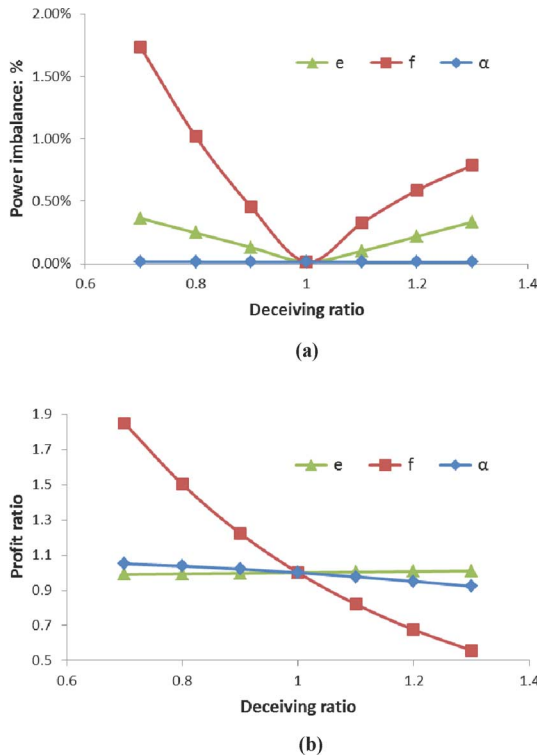 (a)
2.00%
1.50%
1.00%
0.50%
0.00%
Power imbalance: %
e f α
0.6 0.8 1 1.2 1.4
Deceiving ratio
(a)
1.9
1.7
1.5
1.3
1.1
0.9
0.7
0.5
Profit ratio
e f α
0.6 0.8 1 1.2 1.4
Deceiving ratio
(b)